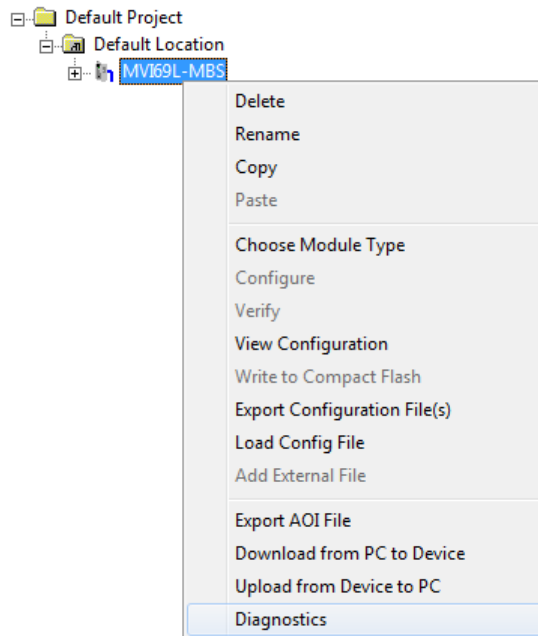 Default Project
Default Location
MVI69L-MBS
Delete
Rename
Copy
Paste
Choose Module Type
Configure
Verify
View Configuration
Write to Compact Flash
Export Configuration File(s)
Load Config File
Add External File
Export AOI File
Download from PC to Device
Upload from Device to PC
Diagnostics